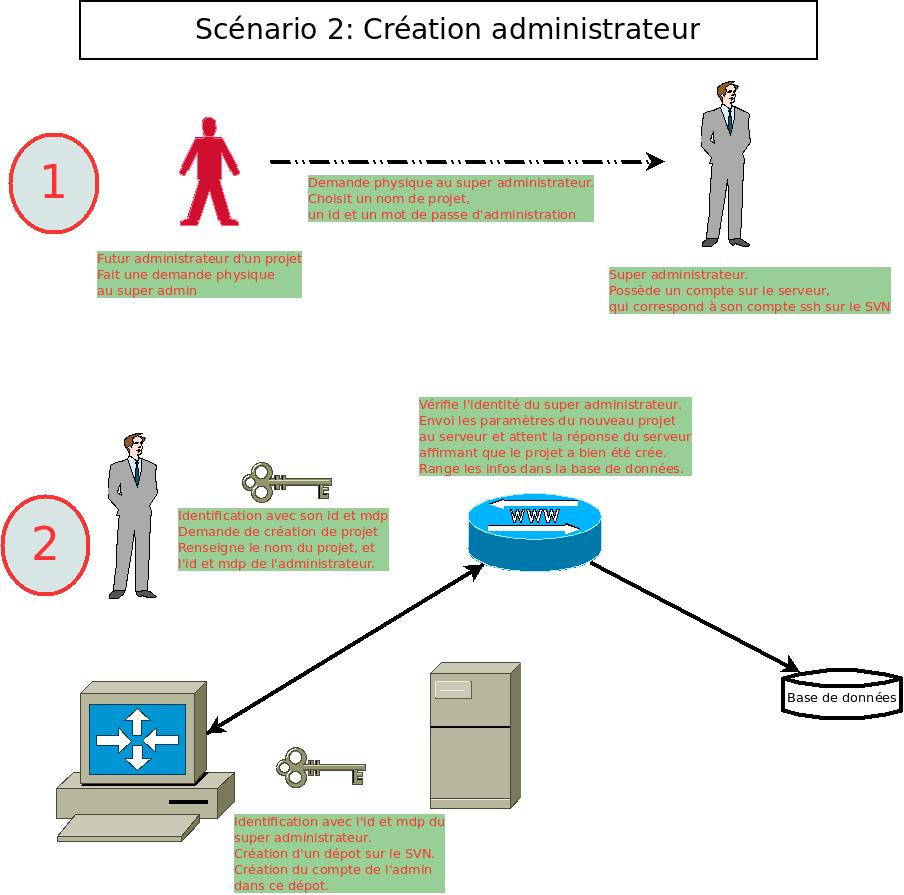 Scénario 2: Création administrateur
1
Demande physique au super administrateur.
Choisit un nom de projet,
un id et un mot de passe d'administration
Futur administrateur d'un projet
Fait une demande physique
au super admin
Super administrateur.
Possède un compte sur le serveur,
qui correspond à son compte ssh sur le SVN
2
Identification avec son id et mdp
Demande de création de projet
Renseigne le nom du projet, et
l'id et mdp de l'administrateur.
Vérifie l'identité du super administrateur.
Envoi les paramètres du nouveau projet
au serveur et attent la réponse du serveur
affirmant que le projet a bien été crée.
Range les infos dans la base de données.
WWW
Base de données
Identification avec l'id et mdp du
super administrateur.
Création d'un dépot sur le SVN.
Création du compte de l'admin
dans ce dépot.